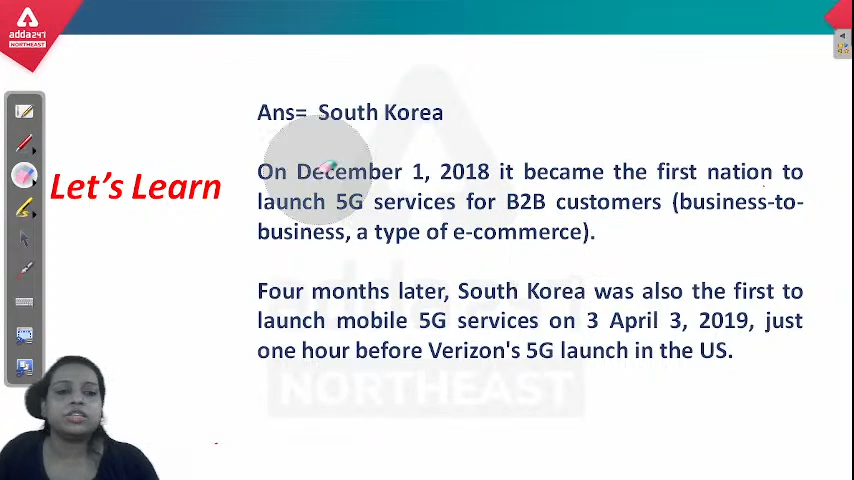 adda247
NORTHEAST
Ans= South Korea
Let's Learn
On December 1, 2018 it became the first nation to
launch 5G services for B2B customers (business-to-
business, a type of e-commerce).
Four months later, South Korea was also the first to
launch mobile 5G services on 3 April 3, 2019, just
one hour before Verizon's 5G launch in the US.
NORTHEAST